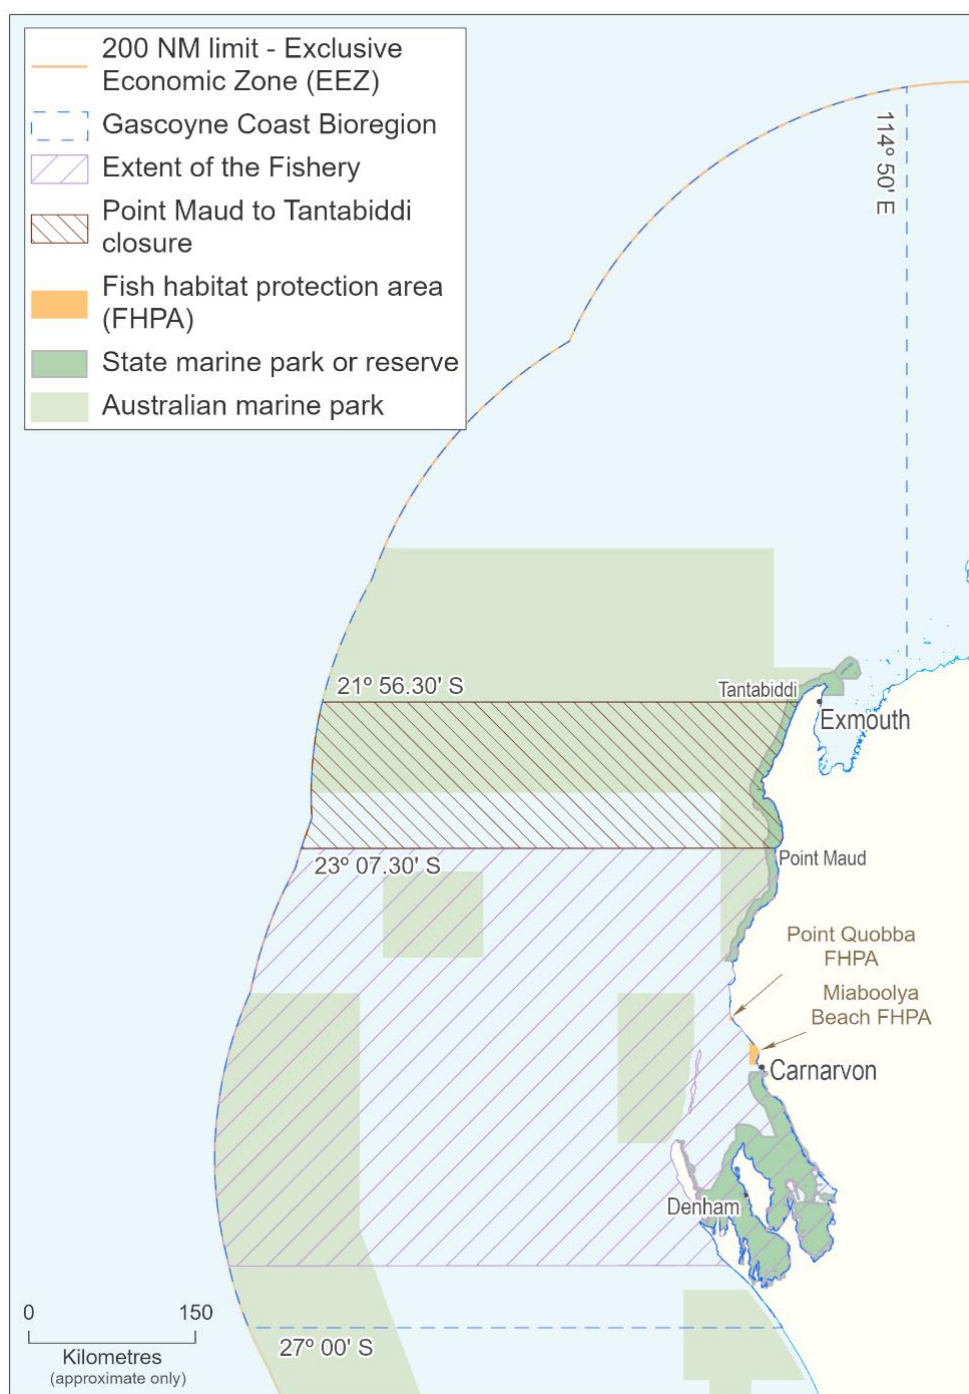 200 NM limit - Exclusive
Economic Zone (EEZ)
Gascoyne Coast Bioregion
Extent of the Fishery
Point Maud to Tantabiddi
closure
Fish habitat protection area
(FHPA)
State marine park or reserve
Australian marine park
114° 50' E
21° 56.30' S
Tantabiddi
Exmouth
23° 07.30' S
Point Maud
Point Quobba
FHPA
Miaboolya
Beach FHPA
Carnarvon
Denham
0 150
Kilometres
(approximate only)
27° 00' S